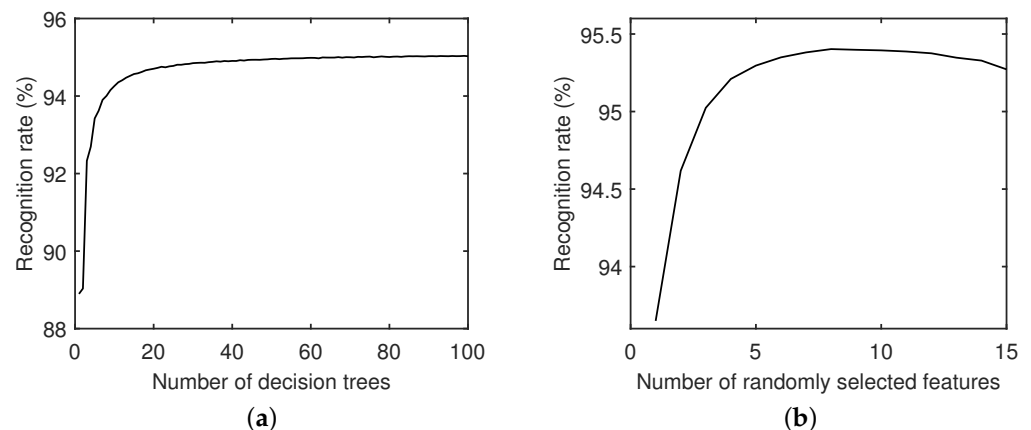 96
94
92
90
88
Recognition rate (%)
0 20 40 60 80 100
Number of decision trees
(a)
95.5
95
94.5
94
Recognition rate (%)
0 5 10 15
Number of randomly selected features
(b)